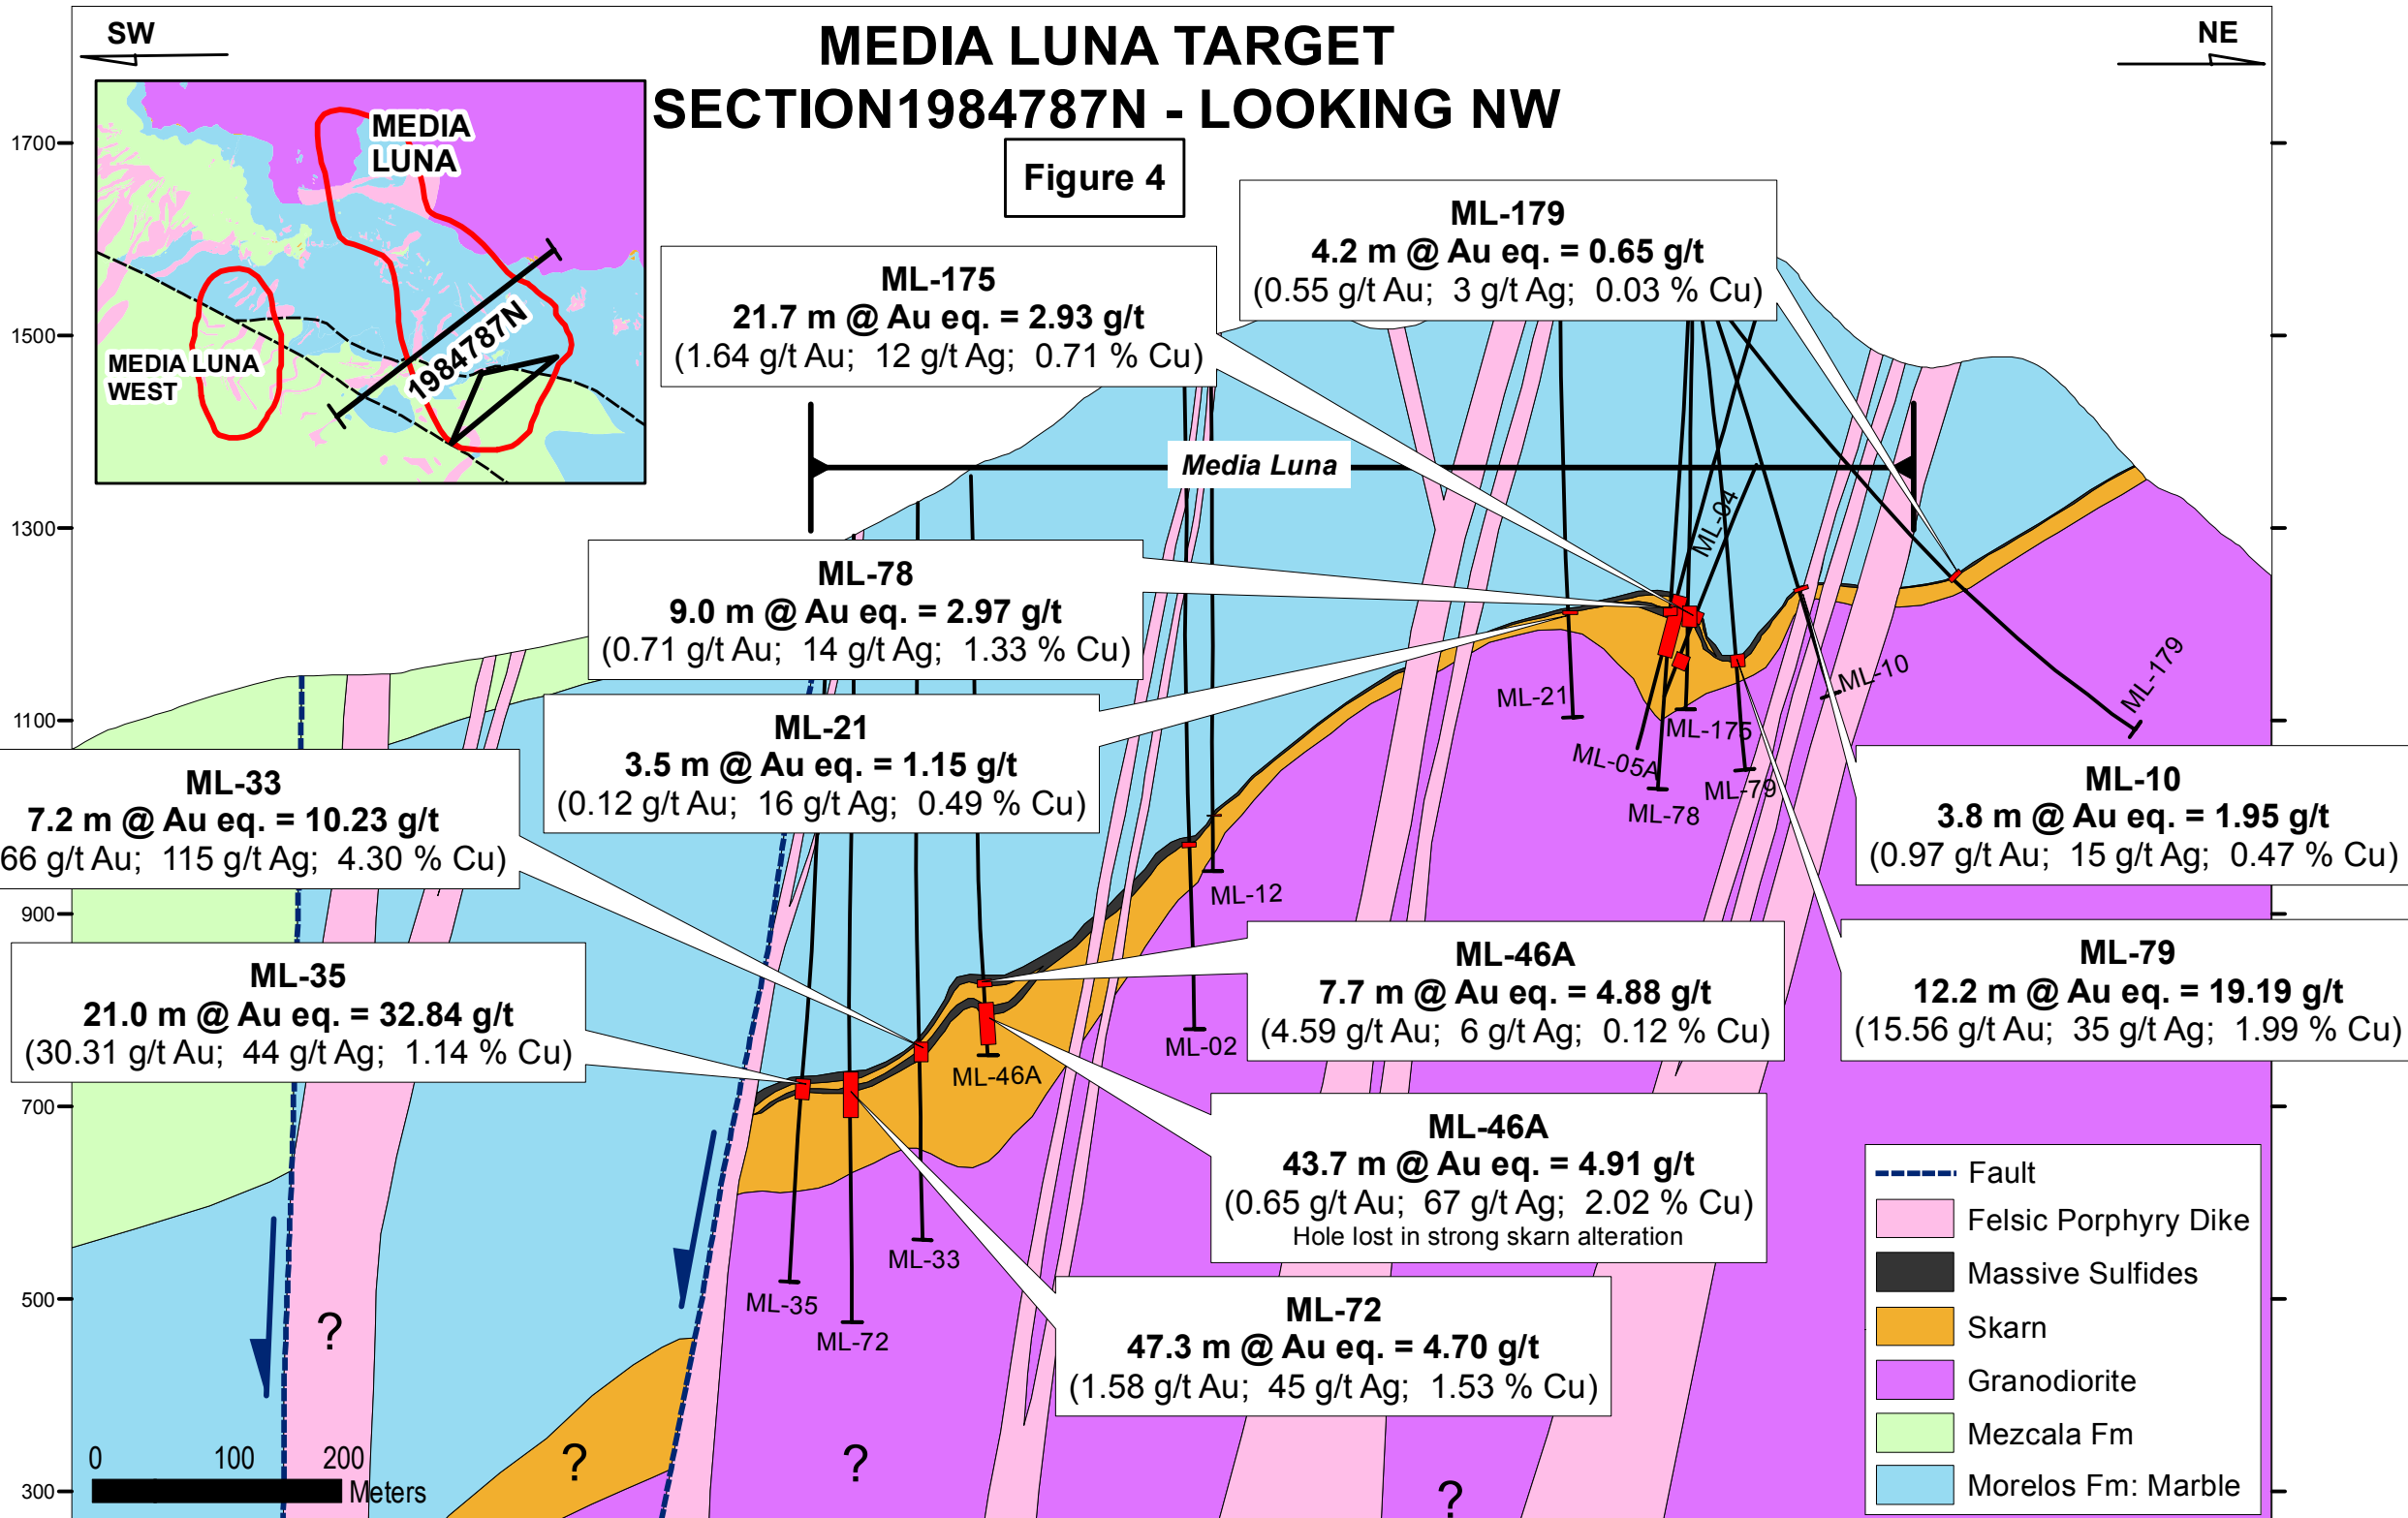 SW
MEDIA LUNA TARGET
SECTION1984787N - LOOKING NW
NE
Figure 4
MEDIA
LUNA
MEDIA LUNA
WEST
1984787N
1700
1500
1300
1100
900
700
500
300
ML-179
4.2 m @ Au eq. = 0.65 g/t
(0.55 g/t Au; 3 g/t Ag; 0.03 % Cu)
ML-175
21.7 m @ Au eq. = 2.93 g/t
(1.64 g/t Au; 12 g/t Ag; 0.71 % Cu)
Media Luna
ML-78
9.0 m @ Au eq. = 2.97 g/t
(0.71 g/t Au; 14 g/t Ag; 1.33 % Cu)
ML-21
3.5 m @ Au eq. = 1.15 g/t
(0.12 g/t Au; 16 g/t Ag; 0.49 % Cu)
ML-33
7.2 m @ Au eq. = 10.23 g/t
66 g/t Au; 115 g/t Ag; 4.30 % Cu)
ML-35
21.0 m @ Au eq. = 32.84 g/t
(30.31 g/t Au; 44 g/t Ag; 1.14 % Cu)
ML-10
3.8 m @ Au eq. = 1.95 g/t
(0.97 g/t Au; 15 g/t Ag; 0.47 % Cu)
ML-46A
7.7 m @ Au eq. = 4.88 g/t
(4.59 g/t Au; 6 g/t Ag; 0.12 % Cu)
ML-79
12.2 m @ Au eq. = 19.19 g/t
(15.56 g/t Au; 35 g/t Ag; 1.99 % Cu)
ML-46A
43.7 m @ Au eq. = 4.91 g/t
(0.65 g/t Au; 67 g/t Ag; 2.02 % Cu)
Hole lost in strong skarn alteration
ML-72
47.3 m @ Au eq. = 4.70 g/t
(1.58 g/t Au; 45 g/t Ag; 1.53 % Cu)
ML-04
ML-21
ML-175
ML-05A
ML-78
ML-79
ML-10
ML-179
ML-12
ML-02
ML-46A
ML-33
ML-35
ML-72
?
?
?
?
0 100 200
Meters
Fault
Felsic Porphyry Dike
Massive Sulfides
Skarn
Granodiorite
Mezcala Fm
Morelos Fm: Marble